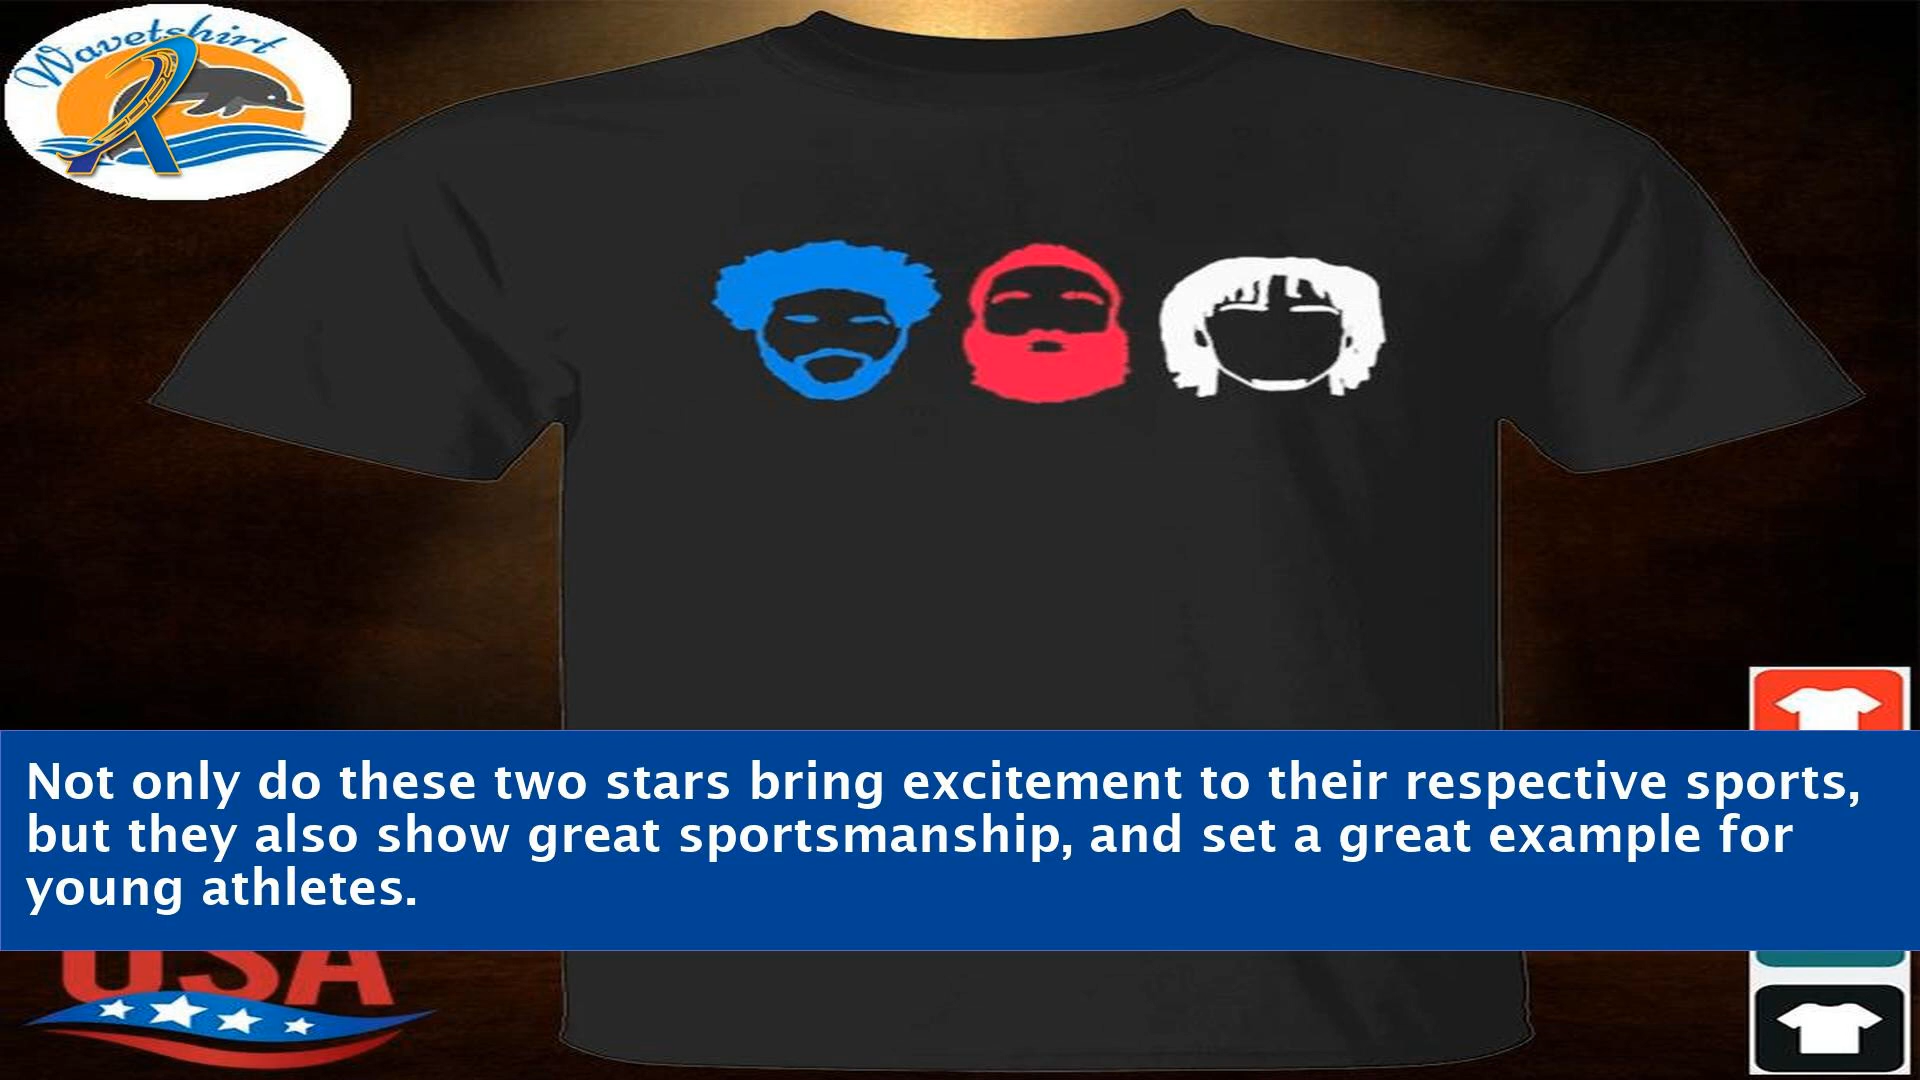 Wavetshirt
Not only do these two stars bring excitement to their respective sports,
but they also show great sportsmanship, and set a great example for
young athletes.
USA